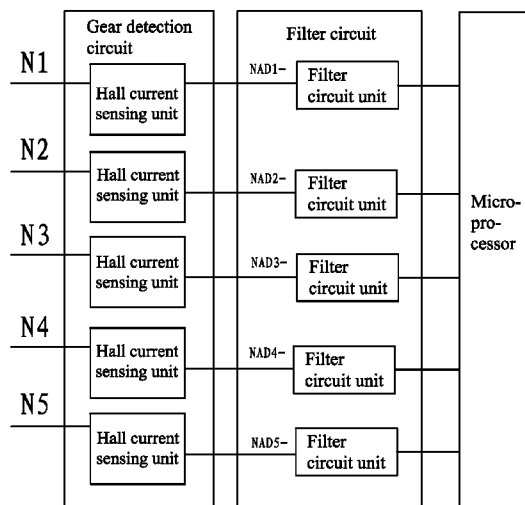 Gear detection
circuit
Filter circuit
N1
Hall current
sensing unit
NAD1-
Filter
circuit unit
N2
Hall current
sensing unit
NAD2-
Filter
circuit unit
Micro-
pro-
cessor
N3
Hall current
sensing unit
NAD3-
Filter
circuit unit
N4
Hall current
sensing unit
NAD4-
Filter
circuit unit
N5
Hall current
sensing unit
NAD5-
Filter
circuit unit